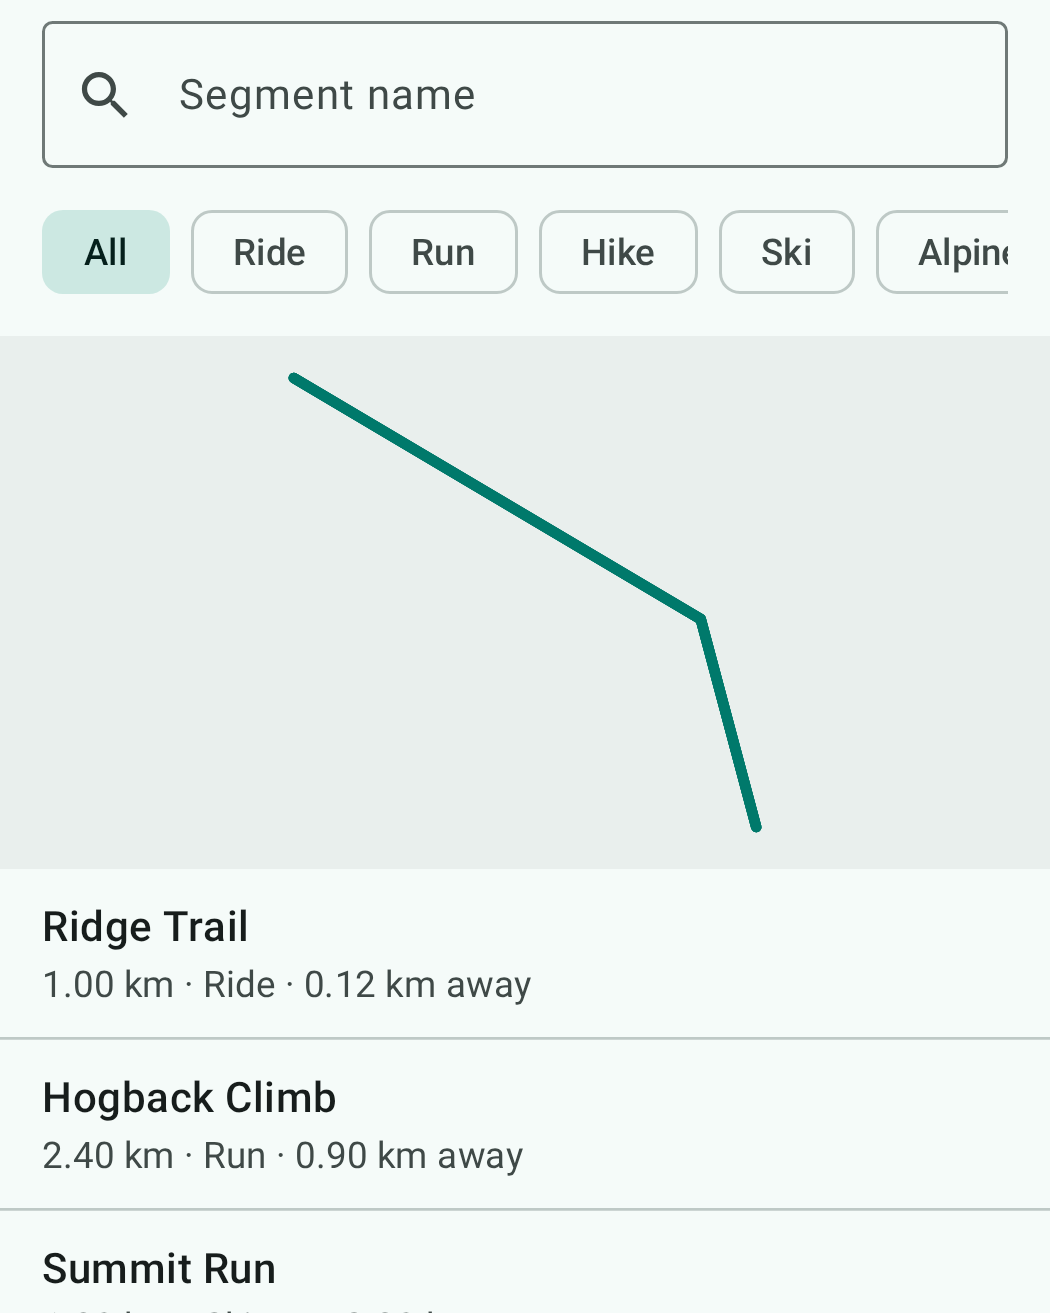 Segment name
All Ride Run Hike Ski Alpine
Ridge Trail
1.00 km · Ride · 0.12 km away
Hogback Climb
2.40 km · Run · 0.90 km away
Summit Run